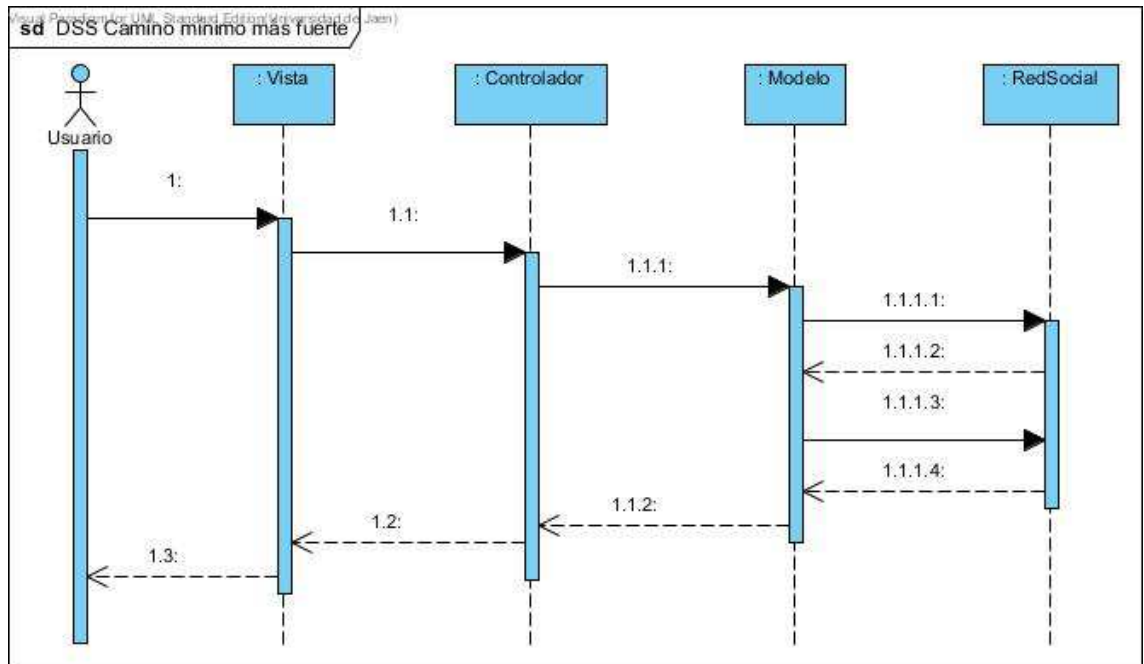 Visual Paradigm for UML Standard Edition(Universidad de Jaen)
sd DSS Camino mínimo más fuerte
: Vista
: Controlador
: Modelo
: RedSocial
Usuario
1:
1.1:
1.1.1:
1.1.1.1:
1.1.1.2:
1.1.1.3:
1.1.1.4:
1.1.2:
1.2:
1.3: